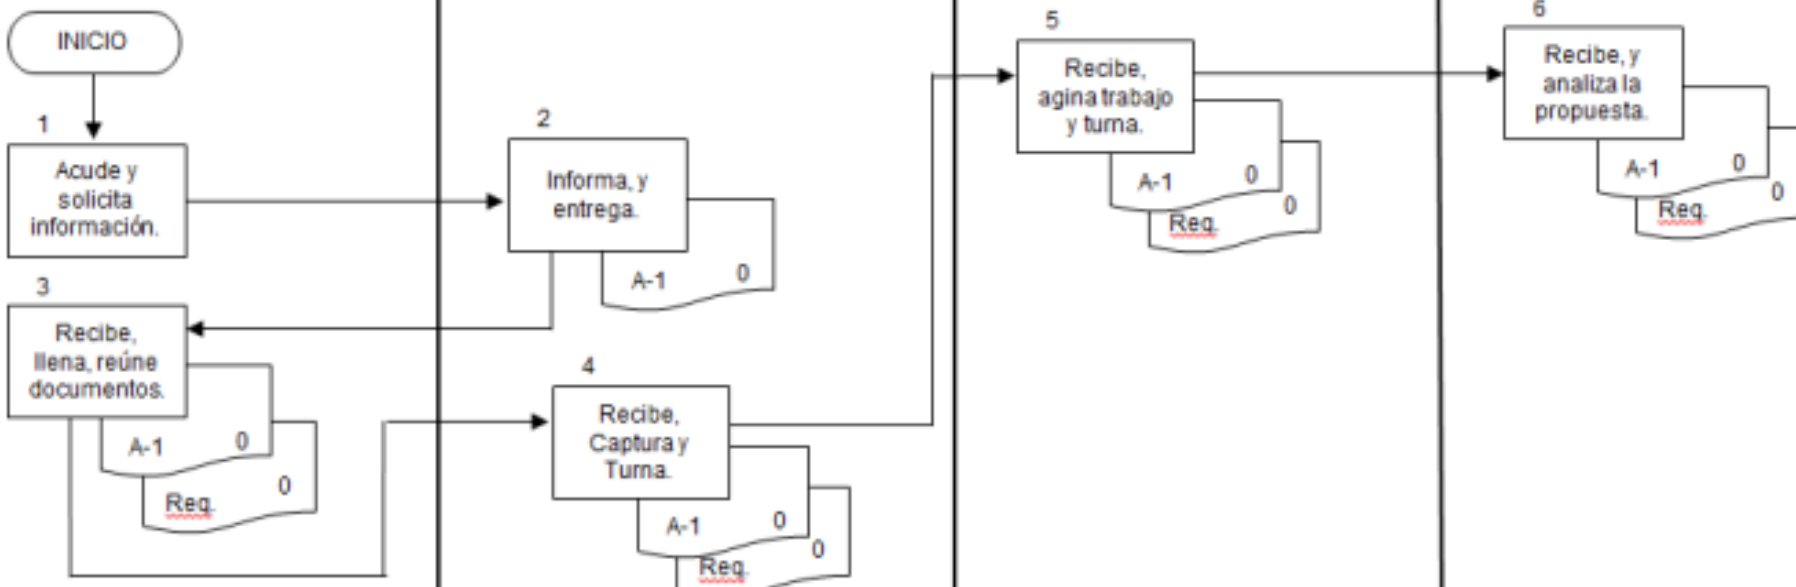 INICIO
1
Acude y
solicita
información.
2
Informa, y
entrega.
A-1 0
3
Recibe,
llena, reúne
documentos.
A-1 0
Req. 0
4
Recibe,
Captura y
Turna.
A-1 0
Req. 0
5
Recibe,
agina trabajo
y turna.
A-1 0
Req. 0
6
Recibe, y
analiza la
propuesta.
A-1 0
Req. 0